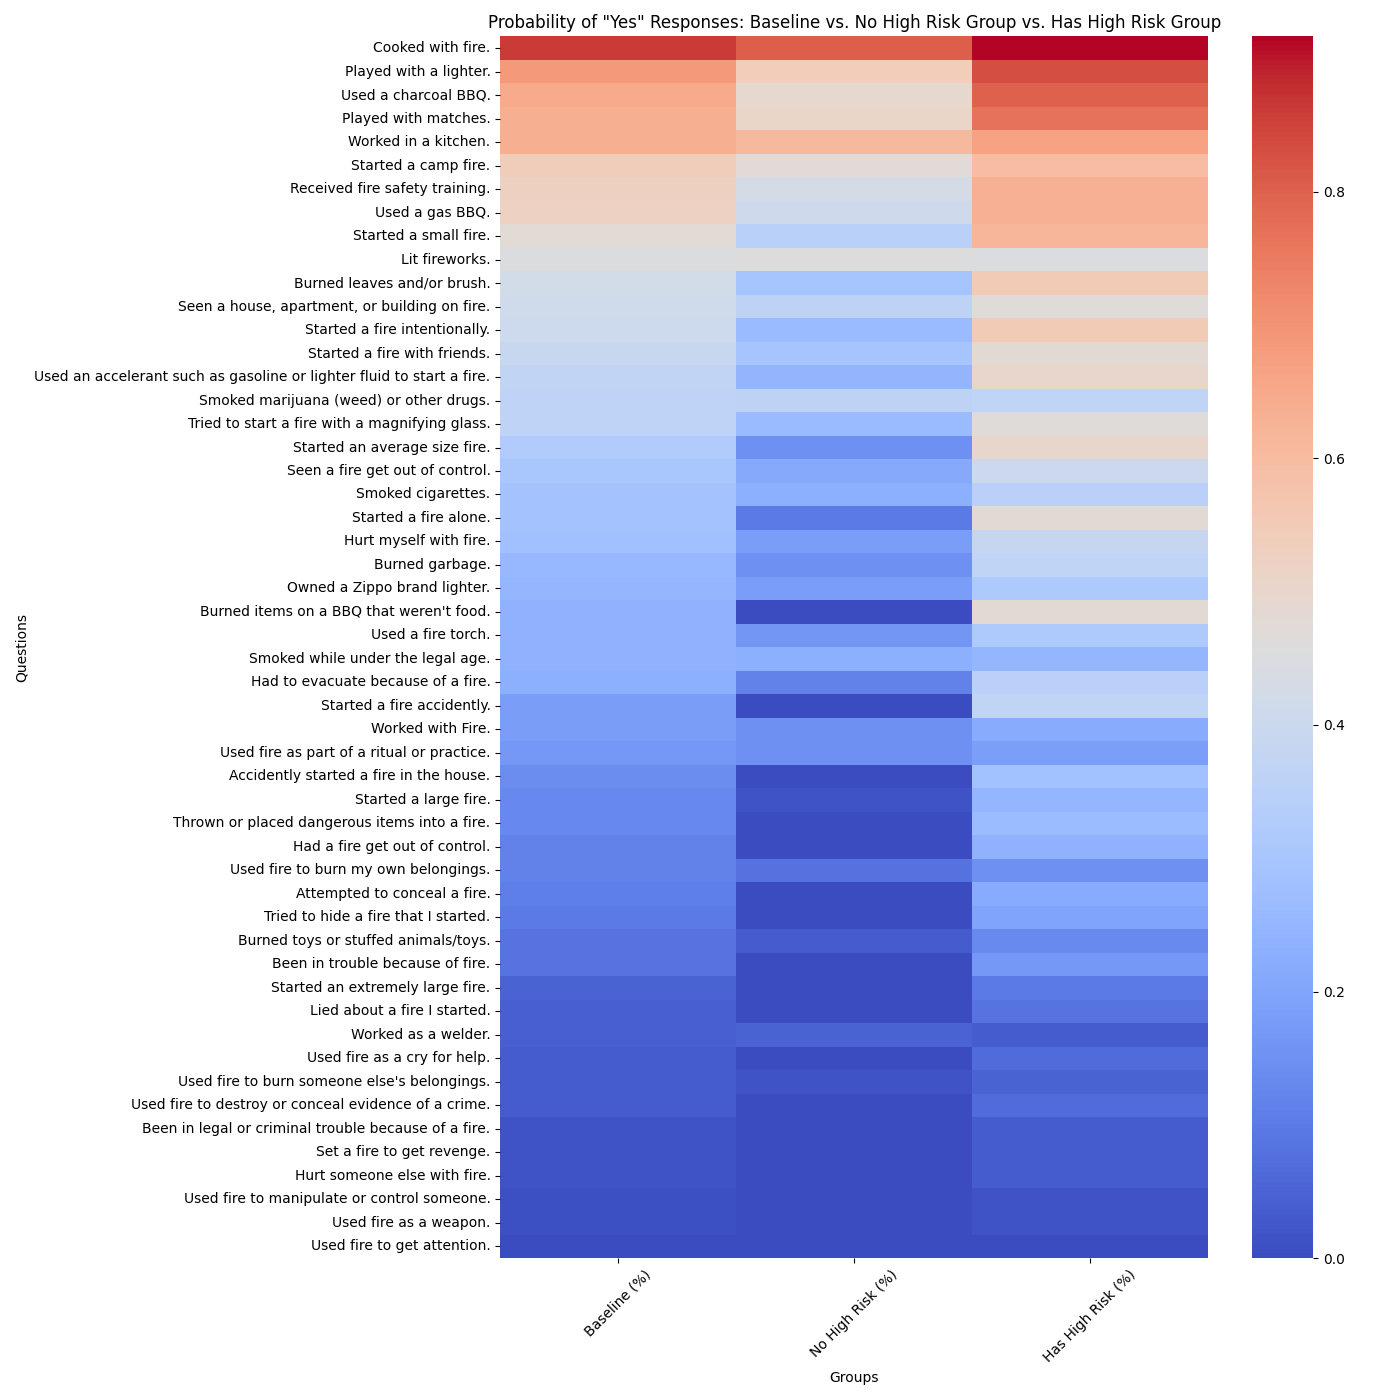 Probability of "Yes" Responses: Baseline vs. No High Risk Group vs. Has High Risk Group
Cooked with fire.
Played with a lighter.
Used a charcoal BBQ.
Played with matches.
Worked in a kitchen.
Started a camp fire.
Received fire safety training.
Used a gas BBQ.
Started a small fire.
Lit fireworks.
Burned leaves and/or brush.
Seen a house, apartment, or building on fire.
Started a fire intentionally.
Started a fire with friends.
Used an accelerant such as gasoline or lighter fluid to start a fire.
Smoked marijuana (weed) or other drugs.
Tried to start a fire with a magnifying glass.
Started an average size fire.
Seen a fire get out of control.
Smoked cigarettes.
Started a fire alone.
Hurt myself with fire.
Burned garbage.
Owned a Zippo brand lighter.
Burned items on a BBQ that weren't food.
Used a fire torch.
Smoked while under the legal age.
Had to evacuate because of a fire.
Started a fire accidently.
Worked with Fire.
Used fire as part of a ritual or practice.
Accidently started a fire in the house.
Started a large fire.
Thrown or placed dangerous items into a fire.
Had a fire get out of control.
Used fire to burn my own belongings.
Attempted to conceal a fire.
Tried to hide a fire that I started.
Burned toys or stuffed animals/toys.
Been in trouble because of fire.
Started an extremely large fire.
Lied about a fire I started.
Worked as a welder.
Used fire as a cry for help.
Used fire to burn someone else's belongings.
Used fire to destroy or conceal evidence of a crime.
Been in legal or criminal trouble because of a fire.
Set a fire to get revenge.
Hurt someone else with fire.
Used fire to manipulate or control someone.
Used fire as a weapon.
Used fire to get attention.
Questions
Baseline (%)
No High Risk (%)
Has High Risk (%)
Groups
0.8
0.6
0.4
0.2
0.0